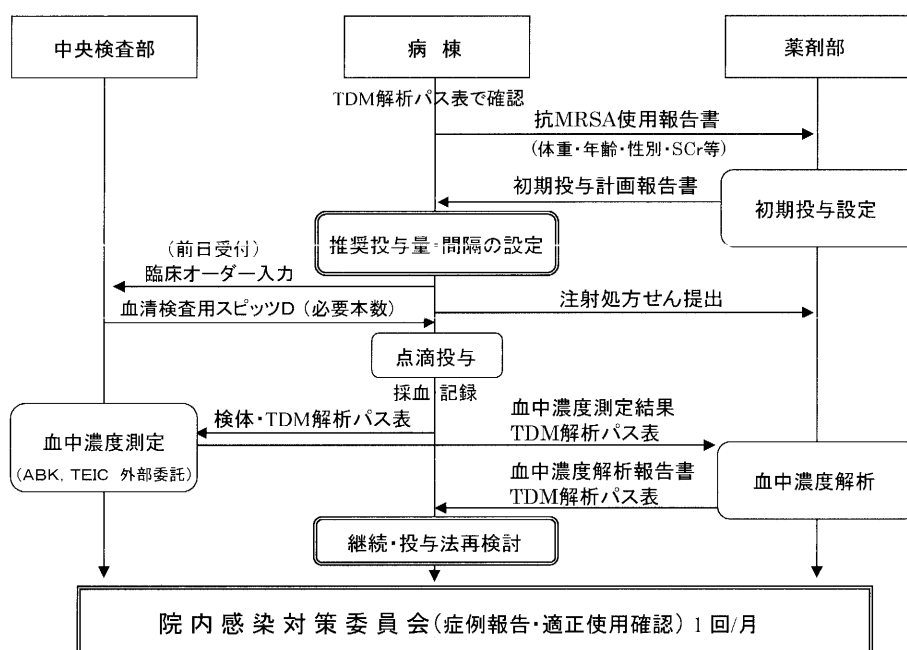 中央検査部
病 棟
薬剤部
TDM解析パス表で確認
抗MRSA使用報告書
(体重・年齢・性別・SCr等)
初期投与計画報告書
初期投与設定
推奨投与量・間隔の設定
(前日受付)
臨床オーダー入力
血清検査用スピッツD (必要本数)
注射処方せん提出
点滴投与
採血 記録
検体・TDM解析パス表
血中濃度測定結果
TDM解析パス表
血中濃度測定
(ABK, TEIC 外部委託)
血中濃度解析報告書
TDM解析パス表
血中濃度解析
継続・投与法再検討
院内感染対策委員会(症例報告・適正使用確認) 1 回/月